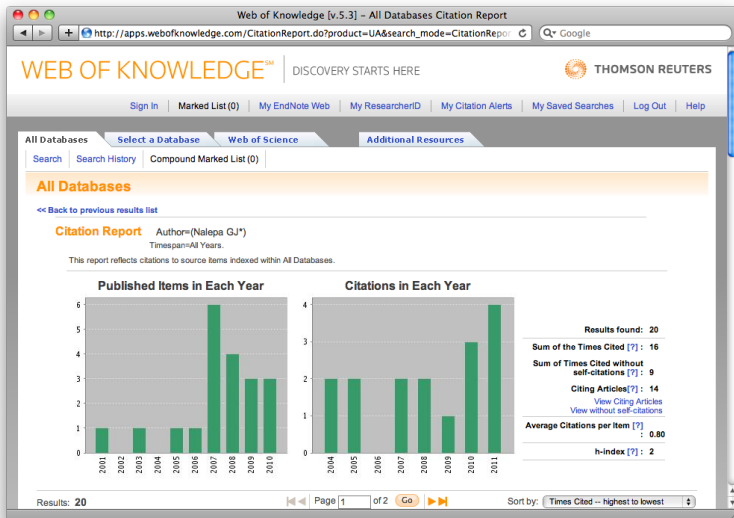 Web of Knowledge [v.5.3] – All Databases Citation Report
http://apps.webofknowledge.com/CitationReport.do?product=UA&search_mode=CitationRepor
Google
WEB OF KNOWLEDGE℠ DISCOVERY STARTS HERE THOMSON REUTERS
Sign In Marked List (0) My EndNote Web My ResearcherID My Citation Alerts My Saved Searches Log Out Help
All Databases Select a Database Web of Science Additional Resources
Search Search History Compound Marked List (0)
All Databases
<< Back to previous results list
Citation Report Author=(Nalepa GJ*)
Timespan=All Years.
This report reflects citations to source items indexed within All Databases.
Published Items in Each Year
6
5
4
3
2
1
0
2001 2002 2003 2004 2005 2006 2007 2008 2009 2010
Citations in Each Year
4
3
2
1
0
2004 2005 2006 2007 2008 2009 2010 2011
Results found: 20
Sum of the Times Cited [?] : 16
Sum of Times Cited without
self-citations [?] : 9
Citing Articles[?] : 14
View Citing Articles
View without self-citations
Average Citations per Item [?]
: 0.80
h-index [?] : 2
Results: 20 Page 1 of 2 Go Sort by: Times Cited -- highest to lowest